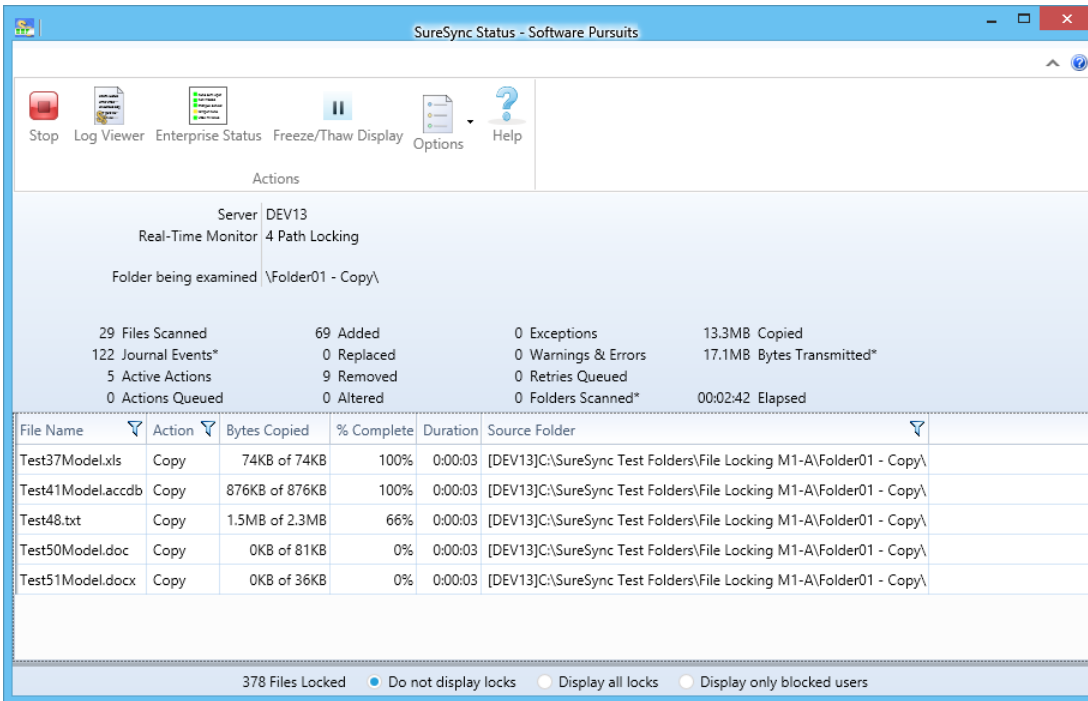 SureSync Status - Software Pursuits
Stop Log Viewer Enterprise Status Freeze/Thaw Display Options Help
Actions
Server DEV13
Real-Time Monitor 4 Path Locking
Folder being examined \Folder01 - Copy\
29 Files Scanned 69 Added 0 Exceptions 13.3MB Copied
122 Journal Events* 0 Replaced 0 Warnings & Errors 17.1MB Bytes Transmitted*
5 Active Actions 9 Removed 0 Retries Queued
0 Actions Queued 0 Altered 0 Folders Scanned* 00:02:42 Elapsed
File Name Action Bytes Copied % Complete Duration Source Folder
Test37Model.xls Copy 74KB of 74KB 100% 0:00:03 [DEV13]C:\SureSync Test Folders\File Locking M1-A\Folder01 - Copy\
Test41Model.accdb Copy 876KB of 876KB 100% 0:00:03 [DEV13]C:\SureSync Test Folders\File Locking M1-A\Folder01 - Copy\
Test48.txt Copy 1.5MB of 2.3MB 66% 0:00:03 [DEV13]C:\SureSync Test Folders\File Locking M1-A\Folder01 - Copy\
Test50Model.doc Copy 0KB of 81KB 0% 0:00:03 [DEV13]C:\SureSync Test Folders\File Locking M1-A\Folder01 - Copy\
Test51Model.docx Copy 0KB of 36KB 0% 0:00:03 [DEV13]C:\SureSync Test Folders\File Locking M1-A\Folder01 - Copy\
378 Files Locked Do not display locks Display all locks Display only blocked users